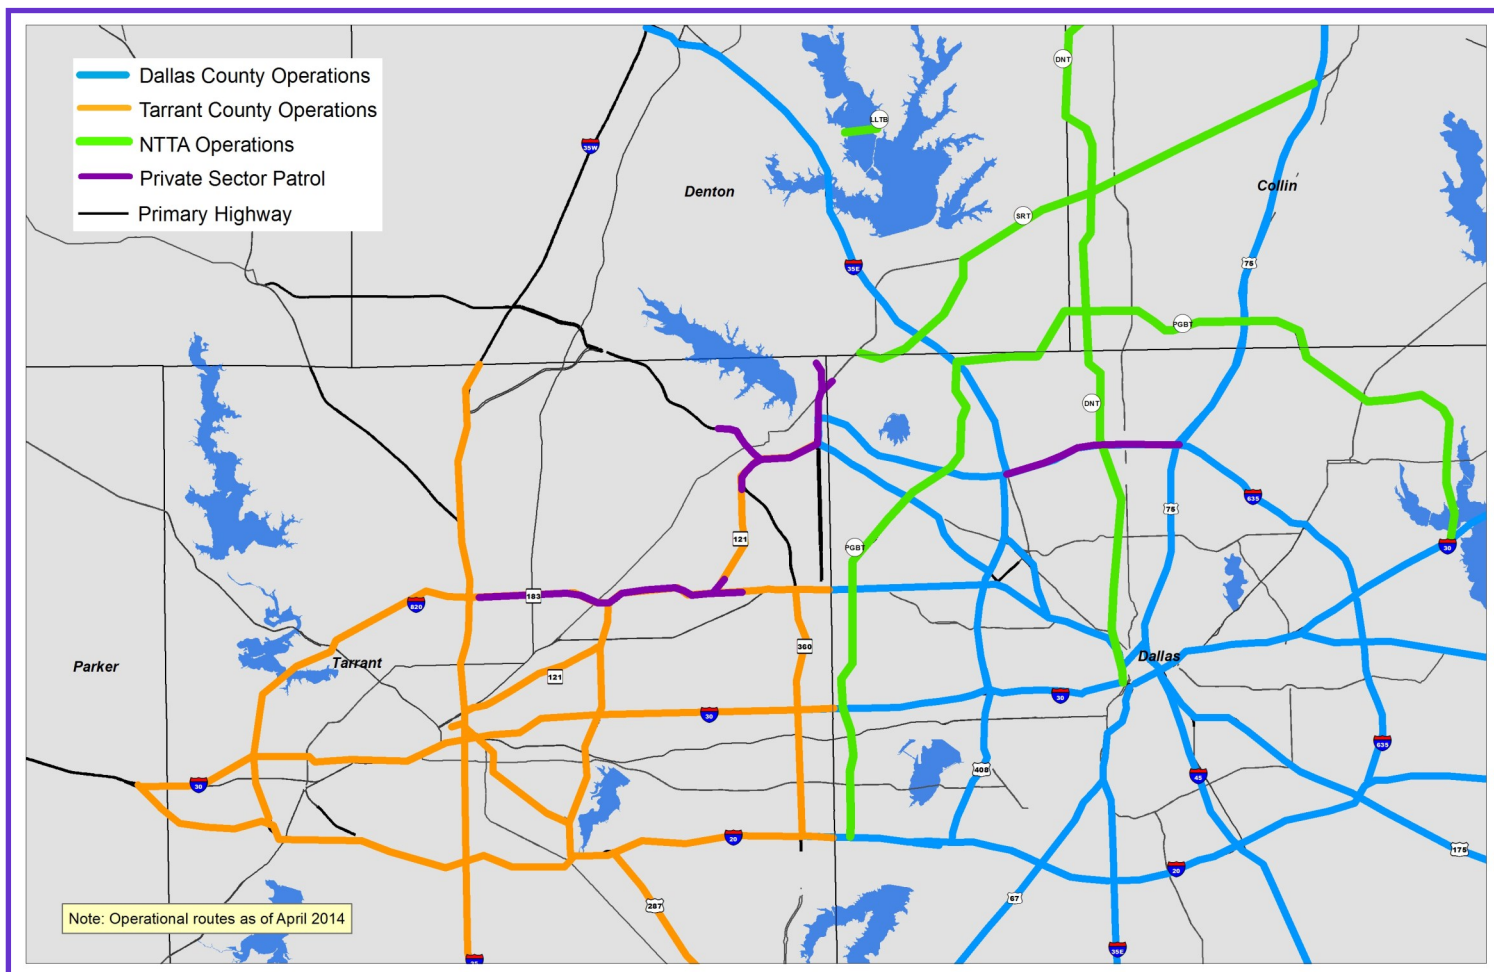 DNT
Dallas County Operations
Tarrant County Operations
LLTB
NTTA Operations
35W
Private Sector Patrol
Denton
Collin
Primary Highway
SRT
75
35E
PGBT
DNT
635
75
121
PGBT
30
183
820
360
Dallas
Parker
Tarrant
121
30
30
635
408
45
30
20
175
20
67
287
Note: Operational routes as of April 2014
35E